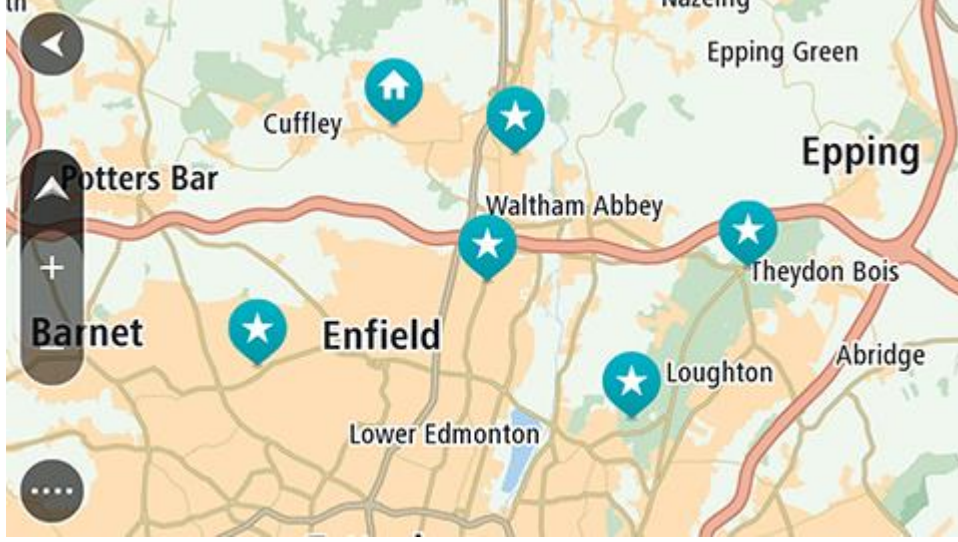 Epping Green
Cuffley
Epping
Potters Bar
Waltham Abbey
Theydon Bois
Barnet
Enfield
Abridge
Loughton
Lower Edmonton